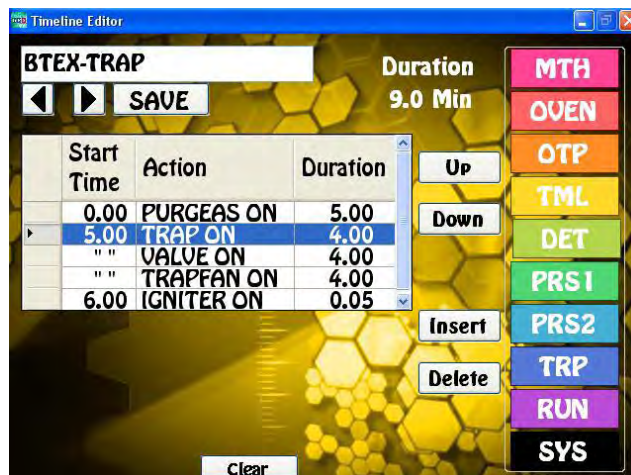 Timeline Editor
BTEX-TRAP
SAVE
Duration
9.0 Min
Start Time Action Duration
0.00 PURGEAS ON 5.00
5.00 TRAP ON 4.00
" " VALVE ON 4.00
" " TRAPFAN ON 4.00
6.00 IGNITER ON 0.05
Up
Down
Insert
Delete
Clear
MTH
OVEN
OTP
TML
DET
PRS1
PRS2
TRP
RUN
SYS